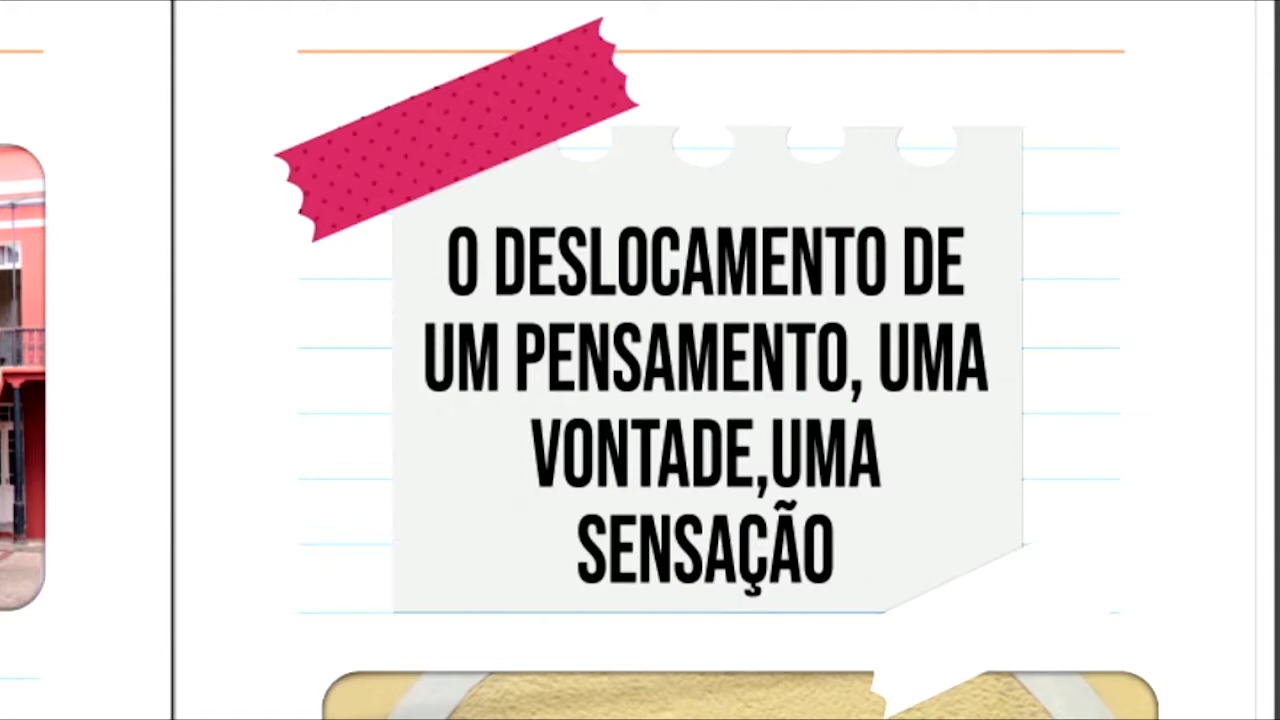 O DESLOCAMENTO DE
UM PENSAMENTO, UMA
VONTADE,UMA
SENSAÇÃO